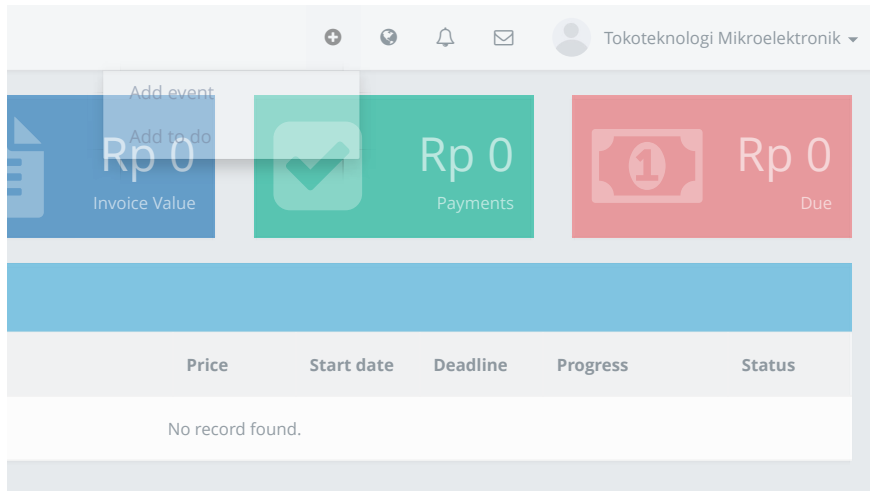 Tokoteknologi Mikroelektronik
Add event
Add to do
Rp 0
Invoice Value
Rp 0
Payments
1
Rp 0
Due
Price Start date Deadline Progress Status
No record found.